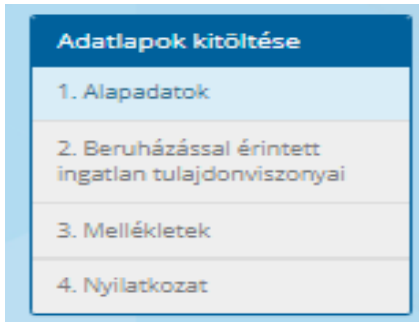 Adatlapok kitöltése
1. Alapadatok
2. Beruházással érintett
ingatlan tulajdonviszonyai
3. Mellékletek
4. Nyilatkozat